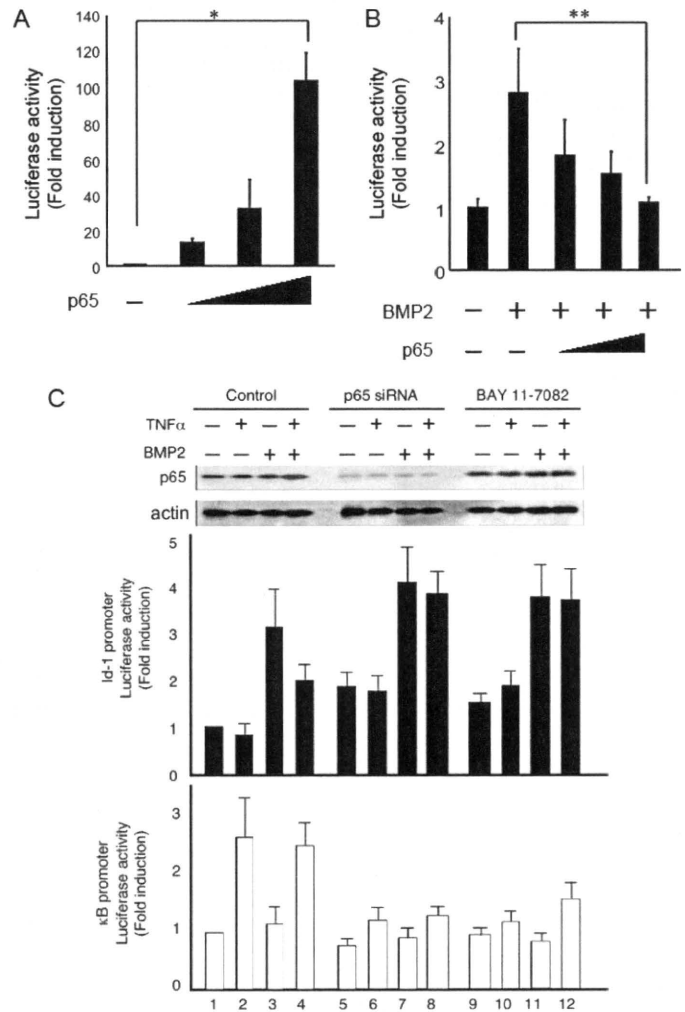 A
Luciferase activity
(Fold induction)
140
120
100
80
60
40
20
0
*
p65
—
B
Luciferase activity
(Fold induction)
4
3
2
1
0
**
BMP2 — + + + +
p65 — —
C
Control p65 siRNA BAY 11-7082
TNFα — + — + — + — + — + — +
BMP2 — — + + — — + + — — + +
p65
actin
Id-1 promoter
Luciferase activity
(Fold induction)
5
4
3
2
1
0
κB promoter
Luciferase activity
(Fold induction)
3
2
1
0
1 2 3 4 5 6 7 8 9 10 11 12